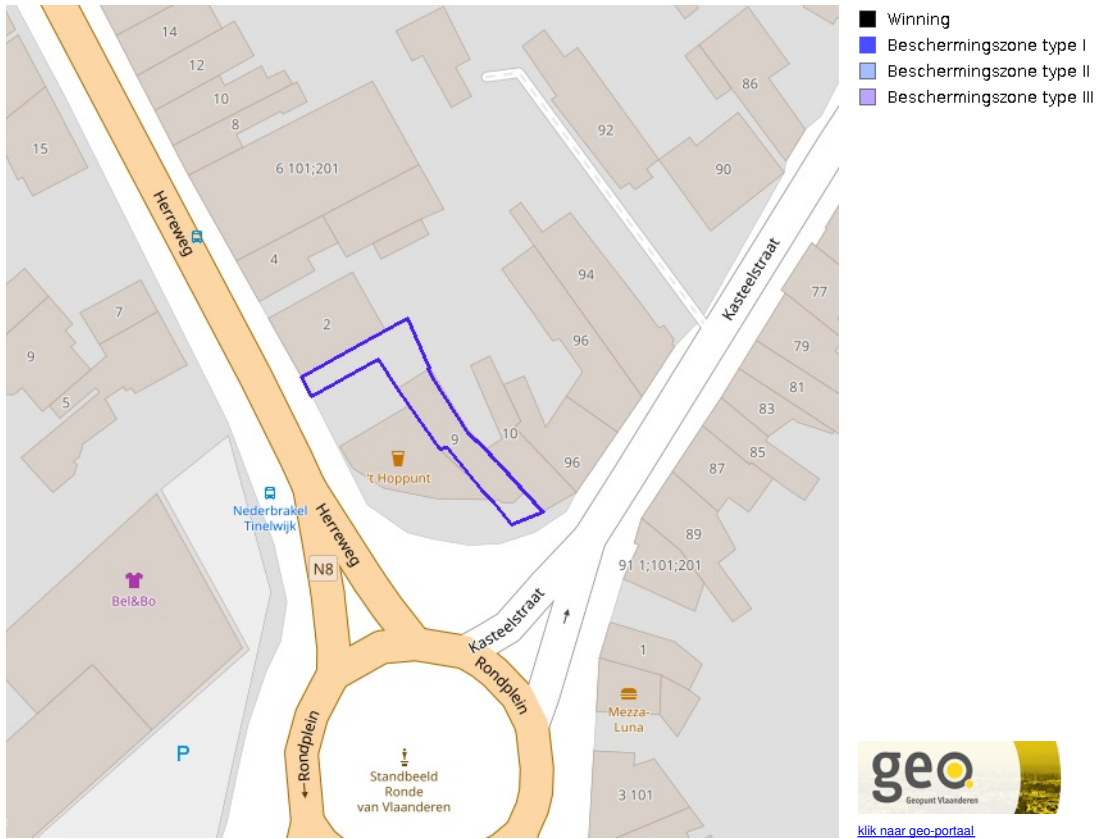 Winning
Beschermingszone type I
Beschermingszone type II
Beschermingszone type III
14
12
10
8
15
6 101;201
86
92
90
Herreweg
4
7
2
9
5
94
96
Kasteelstraat
77
79
81
83
85
87
9
10
96
't Hoppunt
Nederbrakel
Tinelwijk
Herreweg
N8
89
91 1;101;201
Bel&Bo
Kasteelstraat
Rondplein
1
Mezza-
Luna
Rondplein
P
Standbeeld
Ronde
van Vlaanderen
3 101
geo
Geopunt Vlaanderen
klik naar geo-portaal